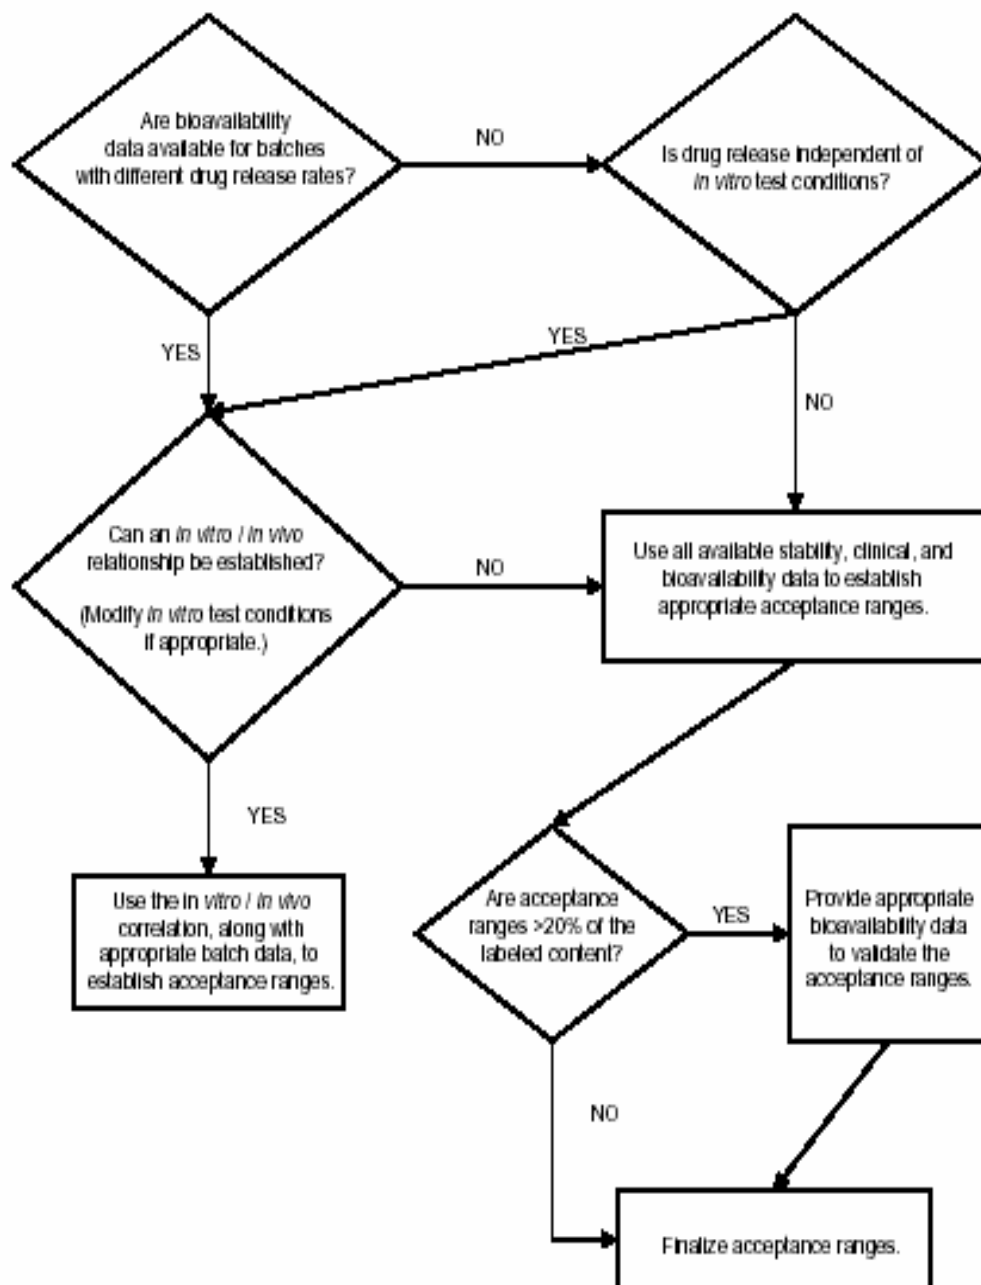 Are bioavailability
data available for batches
with different drug release rates?
NO
Is drug release independent of
in vitro test conditions?
YES
YES
NO
Can an in vitro / in vivo
relationship be established?
(Modify in vitro test conditions
if appropriate.)
NO
Use all available stability, clinical, and
bioavailability data to establish
appropriate acceptance ranges.
YES
Use the in vitro / in vivo
correlation, along with
appropriate batch data, to
establish acceptance ranges.
Are acceptance
ranges >20% of the
labeled content?
YES
Provide appropriate
bioavailability data
to validate the
acceptance ranges.
NO
Finalize acceptance ranges.